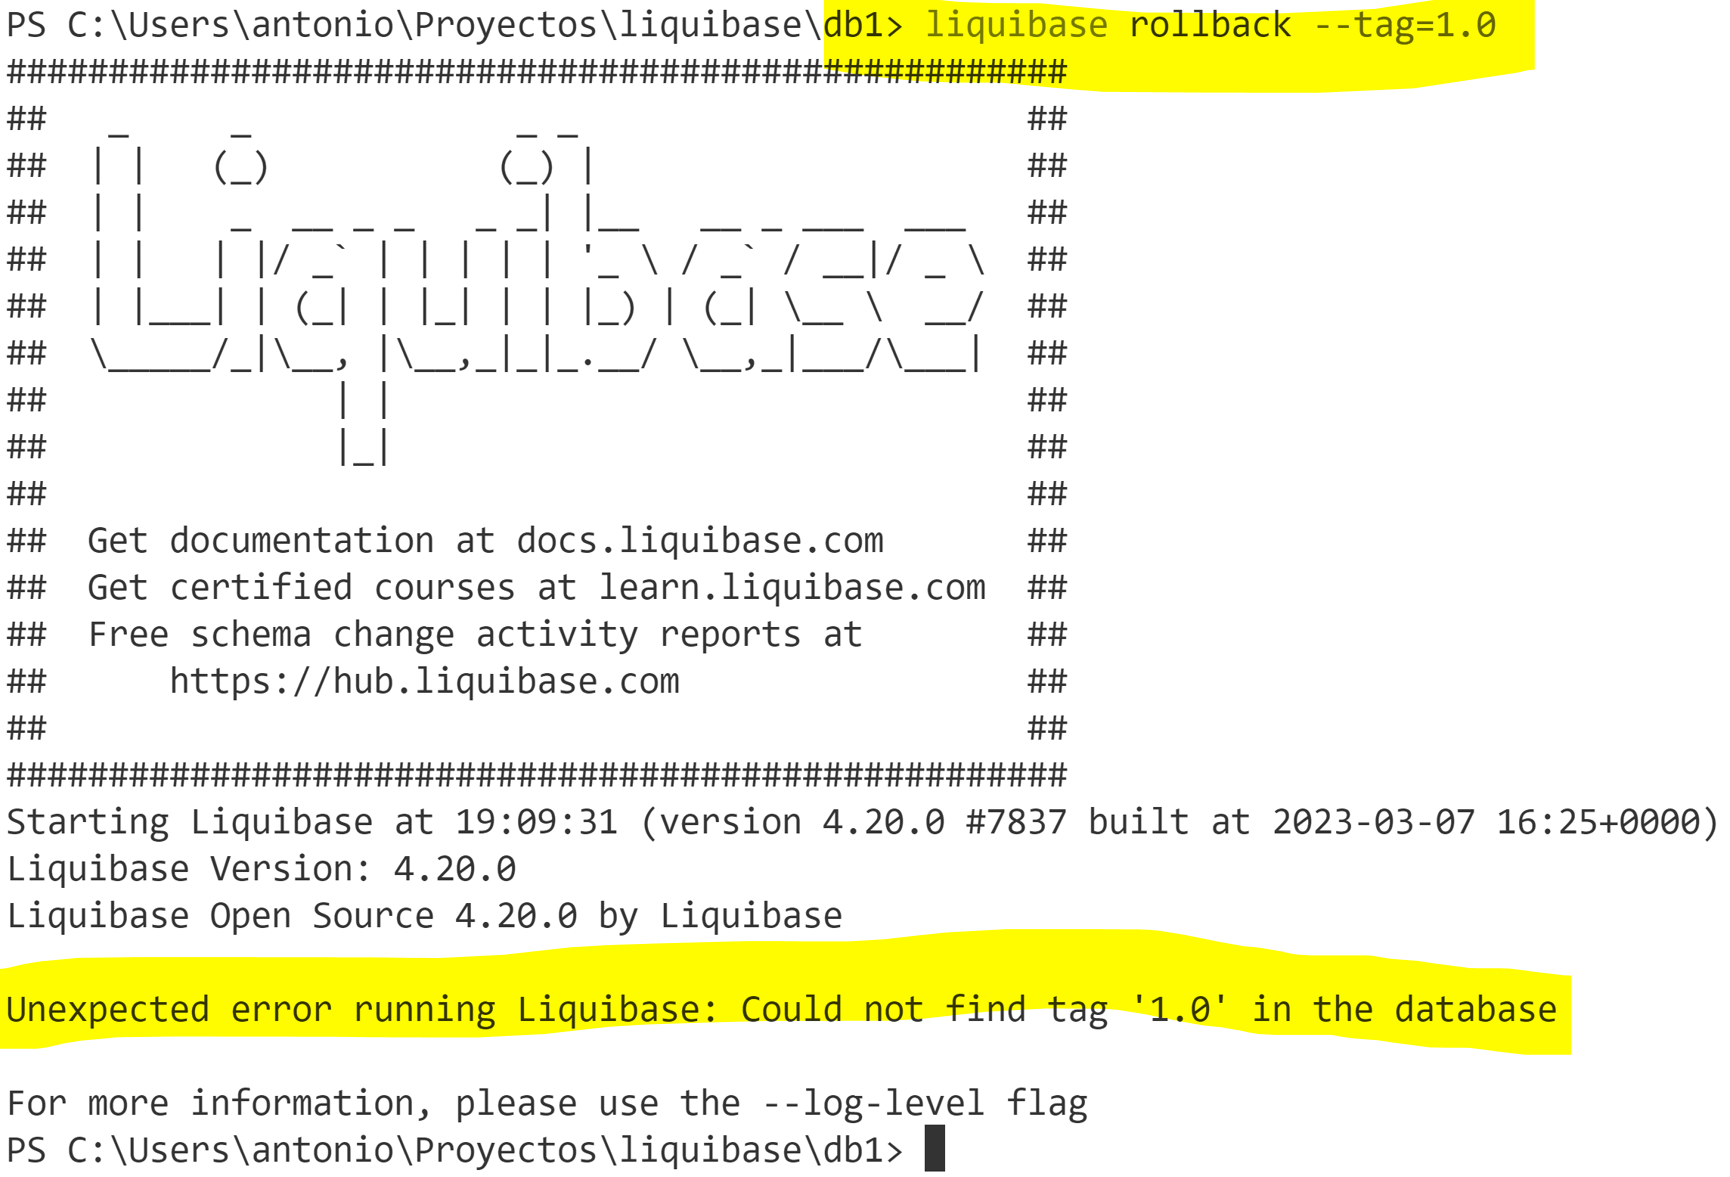 PS C:\Users\antonio\Proyectos\liquibase\db1> liquibase rollback --tag=1.0
####################################################
##   _     _             _ _                      ##
##  | |   (_)           (_) |                     ##
##  | |    _  __ _ _   _ _| |__   __ _ ___  ___   ##
##  | |   | |/ _` | | | | | '_ \ / _` / __|/ _ \  ##
##  | |___| | (_| | |_| | | |_) | (_| \__ \  __/  ##
##  \_____/_|\__, |\__,_|_|_.__/ \__,_|___/\___|  ##
##              | |                               ##
##              |_|                               ##
##                                                ##
##  Get documentation at docs.liquibase.com       ##
##  Get certified courses at learn.liquibase.com  ##
##  Free schema change activity reports at        ##
##      https://hub.liquibase.com                 ##
##                                                ##
####################################################
Starting Liquibase at 19:09:31 (version 4.20.0 #7837 built at 2023-03-07 16:25+0000)
Liquibase Version: 4.20.0
Liquibase Open Source 4.20.0 by Liquibase
Unexpected error running Liquibase: Could not find tag '1.0' in the database
For more information, please use the --log-level flag
PS C:\Users\antonio\Proyectos\liquibase\db1>